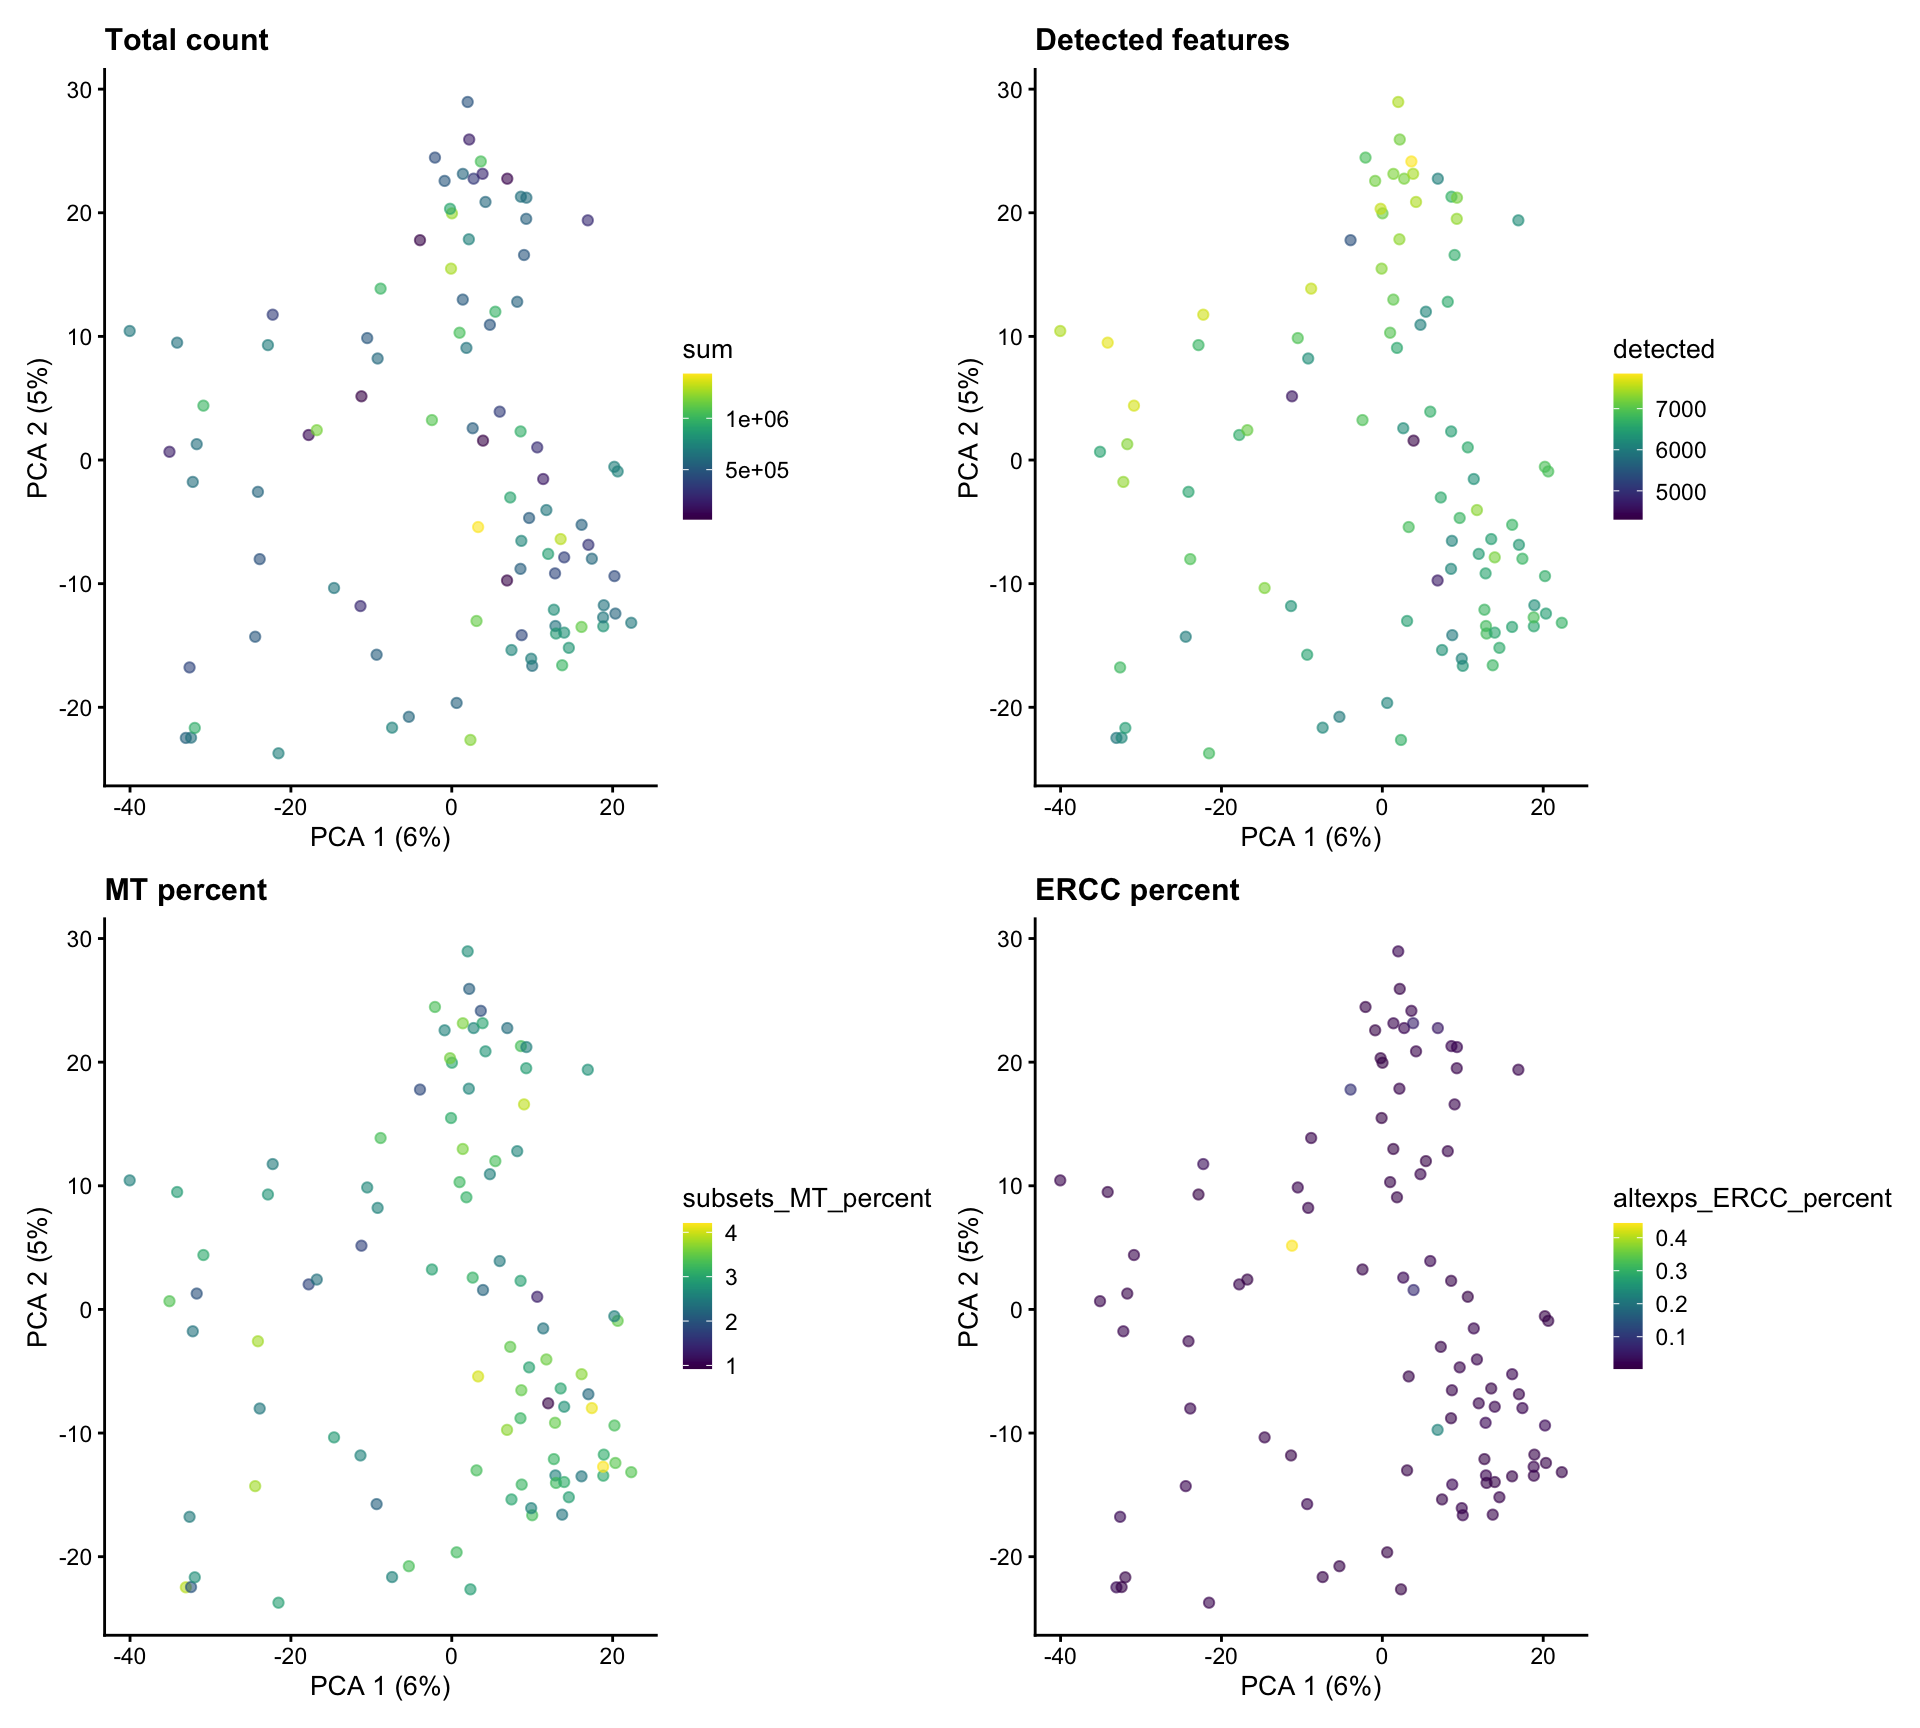 Total count
30
20
10
0
-10
-20
PCA 2 (5%)
-40
-20
0
20
PCA 1 (6%)
sum
1e+06
5e+05
Detected features
30
20
10
0
-10
-20
PCA 2 (5%)
-40
-20
0
20
PCA 1 (6%)
detected
7000
6000
5000
MT percent
30
20
10
0
-10
-20
PCA 2 (5%)
-40
-20
0
20
PCA 1 (6%)
subsets_MT_percent
4
3
2
1
ERCC percent
30
20
10
0
-10
-20
PCA 2 (5%)
-40
-20
0
20
PCA 1 (6%)
altexps_ERCC_percent
0.4
0.3
0.2
0.1